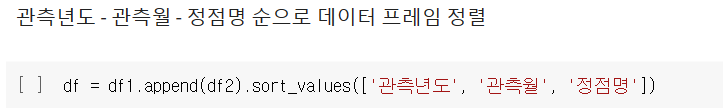 관측년도 - 관측월 - 정점명 순으로 데이터 프레임 정렬
[ ] df = df1.append(df2).sort_values(['관측년도', '관측월', '정점명'])